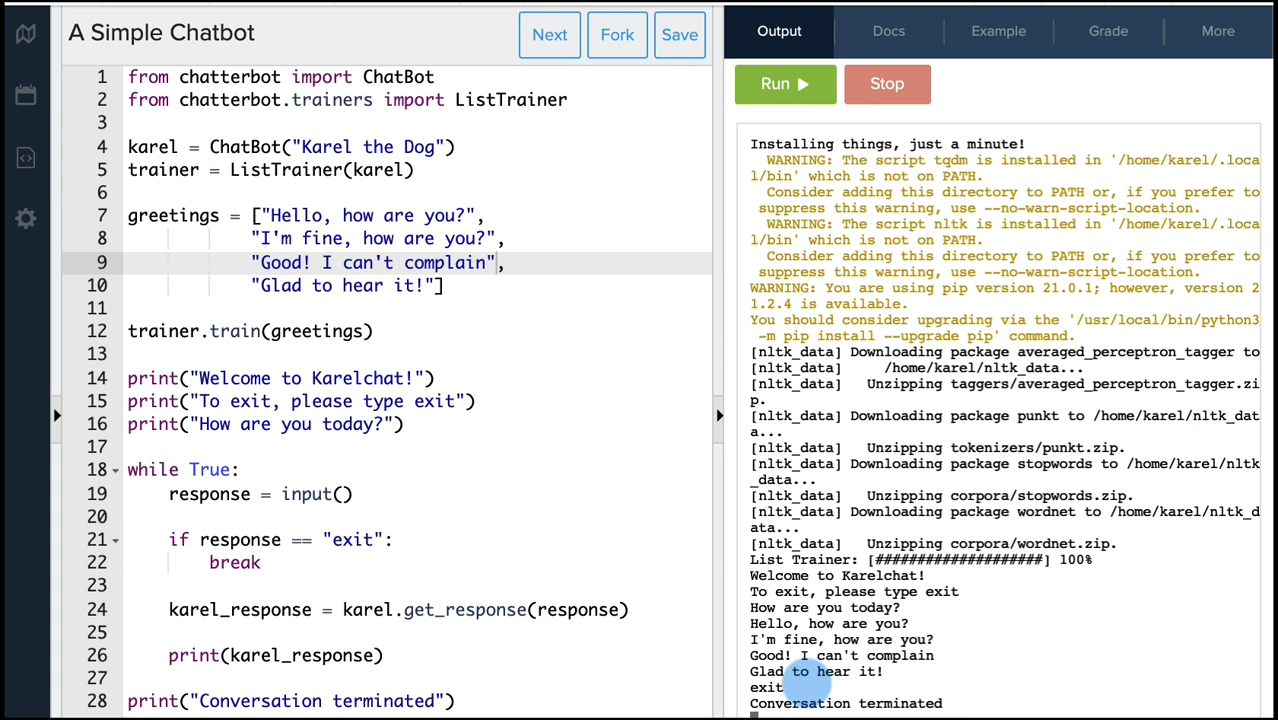 A Simple Chatbot
Next
Fork
Save
1 from chatterbot import ChatBot
2 from chatterbot.trainers import ListTrainer
3
4 karel = ChatBot("Karel the Dog")
5 trainer = ListTrainer(karel)
6
7 greetings = ["Hello, how are you?",
8 "I'm fine, how are you?",
9 "Good! I can't complain",
10 "Glad to hear it!"]
11
12 trainer.train(greetings)
13
14 print("Welcome to Karelchat!")
15 print("To exit, please type exit")
16 print("How are you today?")
17
18 while True:
19 response = input()
20
21 if response == "exit":
22 break
23
24 karel_response = karel.get_response(response)
25
26 print(karel_response)
27
28 print("Conversation terminated")
Output
Docs
Example
Grade
More
Run
Stop
Installing things, just a minute!
WARNING: The script tqdm is installed in '/home/karel/.loca
l/bin' which is not on PATH.
Consider adding this directory to PATH or, if you prefer to
suppress this warning, use --no-warn-script-location.
WARNING: The script nltk is installed in '/home/karel/.loca
l/bin' which is not on PATH.
Consider adding this directory to PATH or, if you prefer to
suppress this warning, use --no-warn-script-location.
WARNING: You are using pip version 21.0.1; however, version 2
1.2.4 is available.
You should consider upgrading via the '/usr/local/bin/python3
-m pip install --upgrade pip' command.
[nltk_data] Downloading package averaged_perceptron_tagger to
[nltk_data] /home/karel/nltk_data...
[nltk_data] Unzipping taggers/averaged_perceptron_tagger.zi
p.
[nltk_data] Downloading package punkt to /home/karel/nltk_dat
a...
[nltk_data] Unzipping tokenizers/punkt.zip.
[nltk_data] Downloading package stopwords to /home/karel/nltk
_data...
[nltk_data] Unzipping corpora/stopwords.zip.
[nltk_data] Downloading package wordnet to /home/karel/nltk_d
ata...
[nltk_data] Unzipping corpora/wordnet.zip.
List Trainer: [####################] 100%
Welcome to Karelchat!
To exit, please type exit
How are you today?
Hello, how are you?
I'm fine, how are you?
Good! I can't complain
Glad to hear it!
exit
Conversation terminated